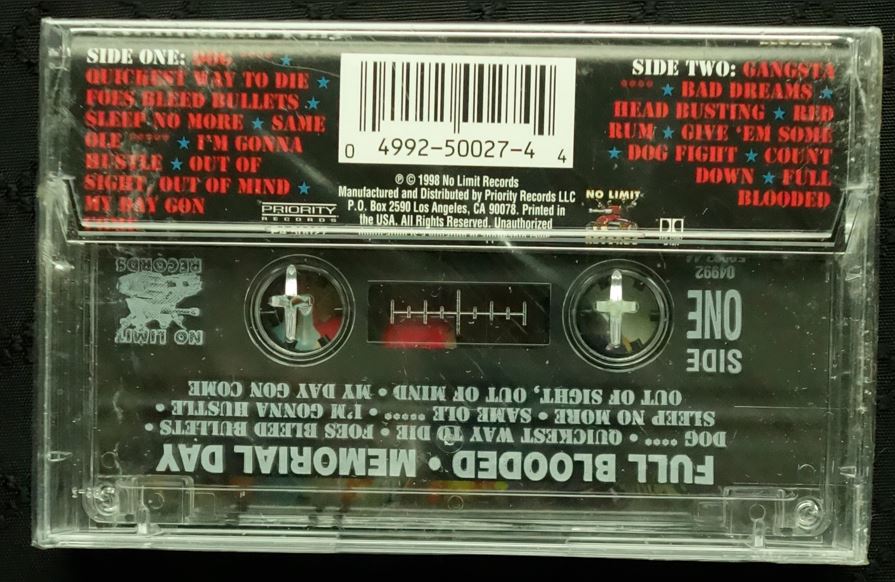 SIDE ONE: DOG ****
QUICKEST WAY TO DIE ★
FOES BLEED BULLETS ★
SLEEP NO MORE ★ SAME
OLE ***** ★ I'M GONNA
HUSTLE ★ OUT OF
SIGHT, OUT OF MIND ★
MY DAY GON
0 4992-50027-4 4
℗ © 1998 No Limit Records
Manufactured and Distributed by Priority Records LLC
P.O. Box 2590 Los Angeles, CA 90078. Printed in
the USA. All Rights Reserved. Unauthorized
PRIORITY
RECORDS
NO LIMIT
SIDE TWO: GANGSTA
**** ★ BAD DREAMS ★
HEAD BUSTING ★ RED
RUM ★ GIVE 'EM SOME
★ DOG FIGHT ★ COUNT
DOWN ★ FULL
BLOODED
FULL BLOODED • MEMORIAL DAY
DOG **** • QUICKEST WAY TO DIE • FOES BLEED BULLETS •
SLEEP NO MORE • SAME OLE ***** • I'M GONNA HUSTLE •
OUT OF SIGHT, OUT OF MIND • MY DAY GON COME
SIDE
ONE
04992
NO LIMIT
RECORDS